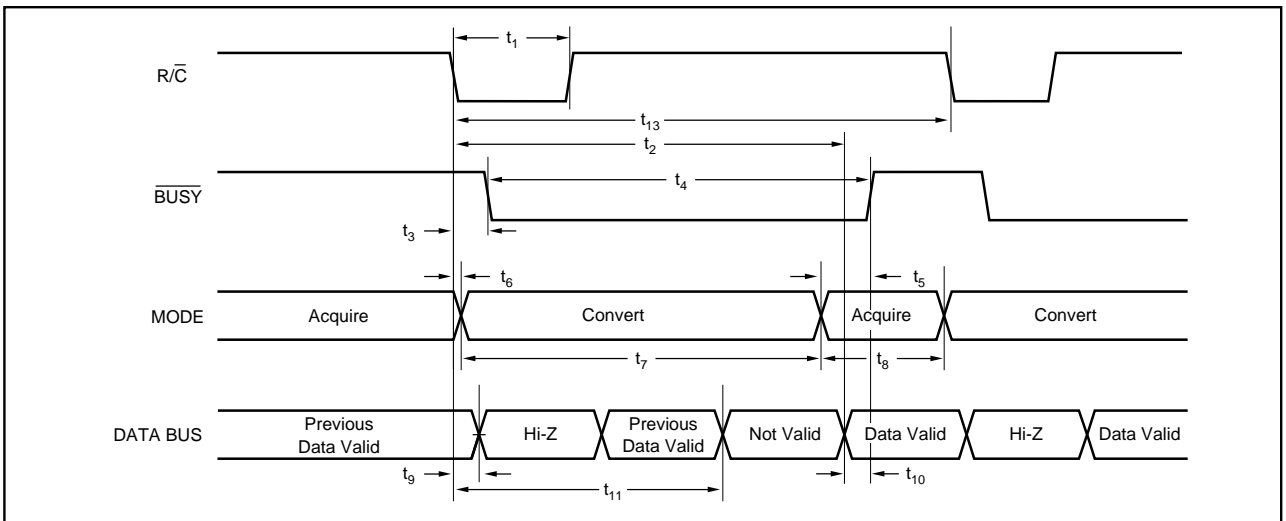 t₁
R/C̅
t₁₃
t₂
B̅U̅S̅Y̅
t₄
t₃
t₆
t₅
MODE
Acquire
Convert
Acquire
Convert
t₇
t₈
DATA BUS
Previous
Data Valid
Hi-Z
Previous
Data Valid
Not Valid
Data Valid
Hi-Z
Data Valid
t₉
t₁₁
t₁₀